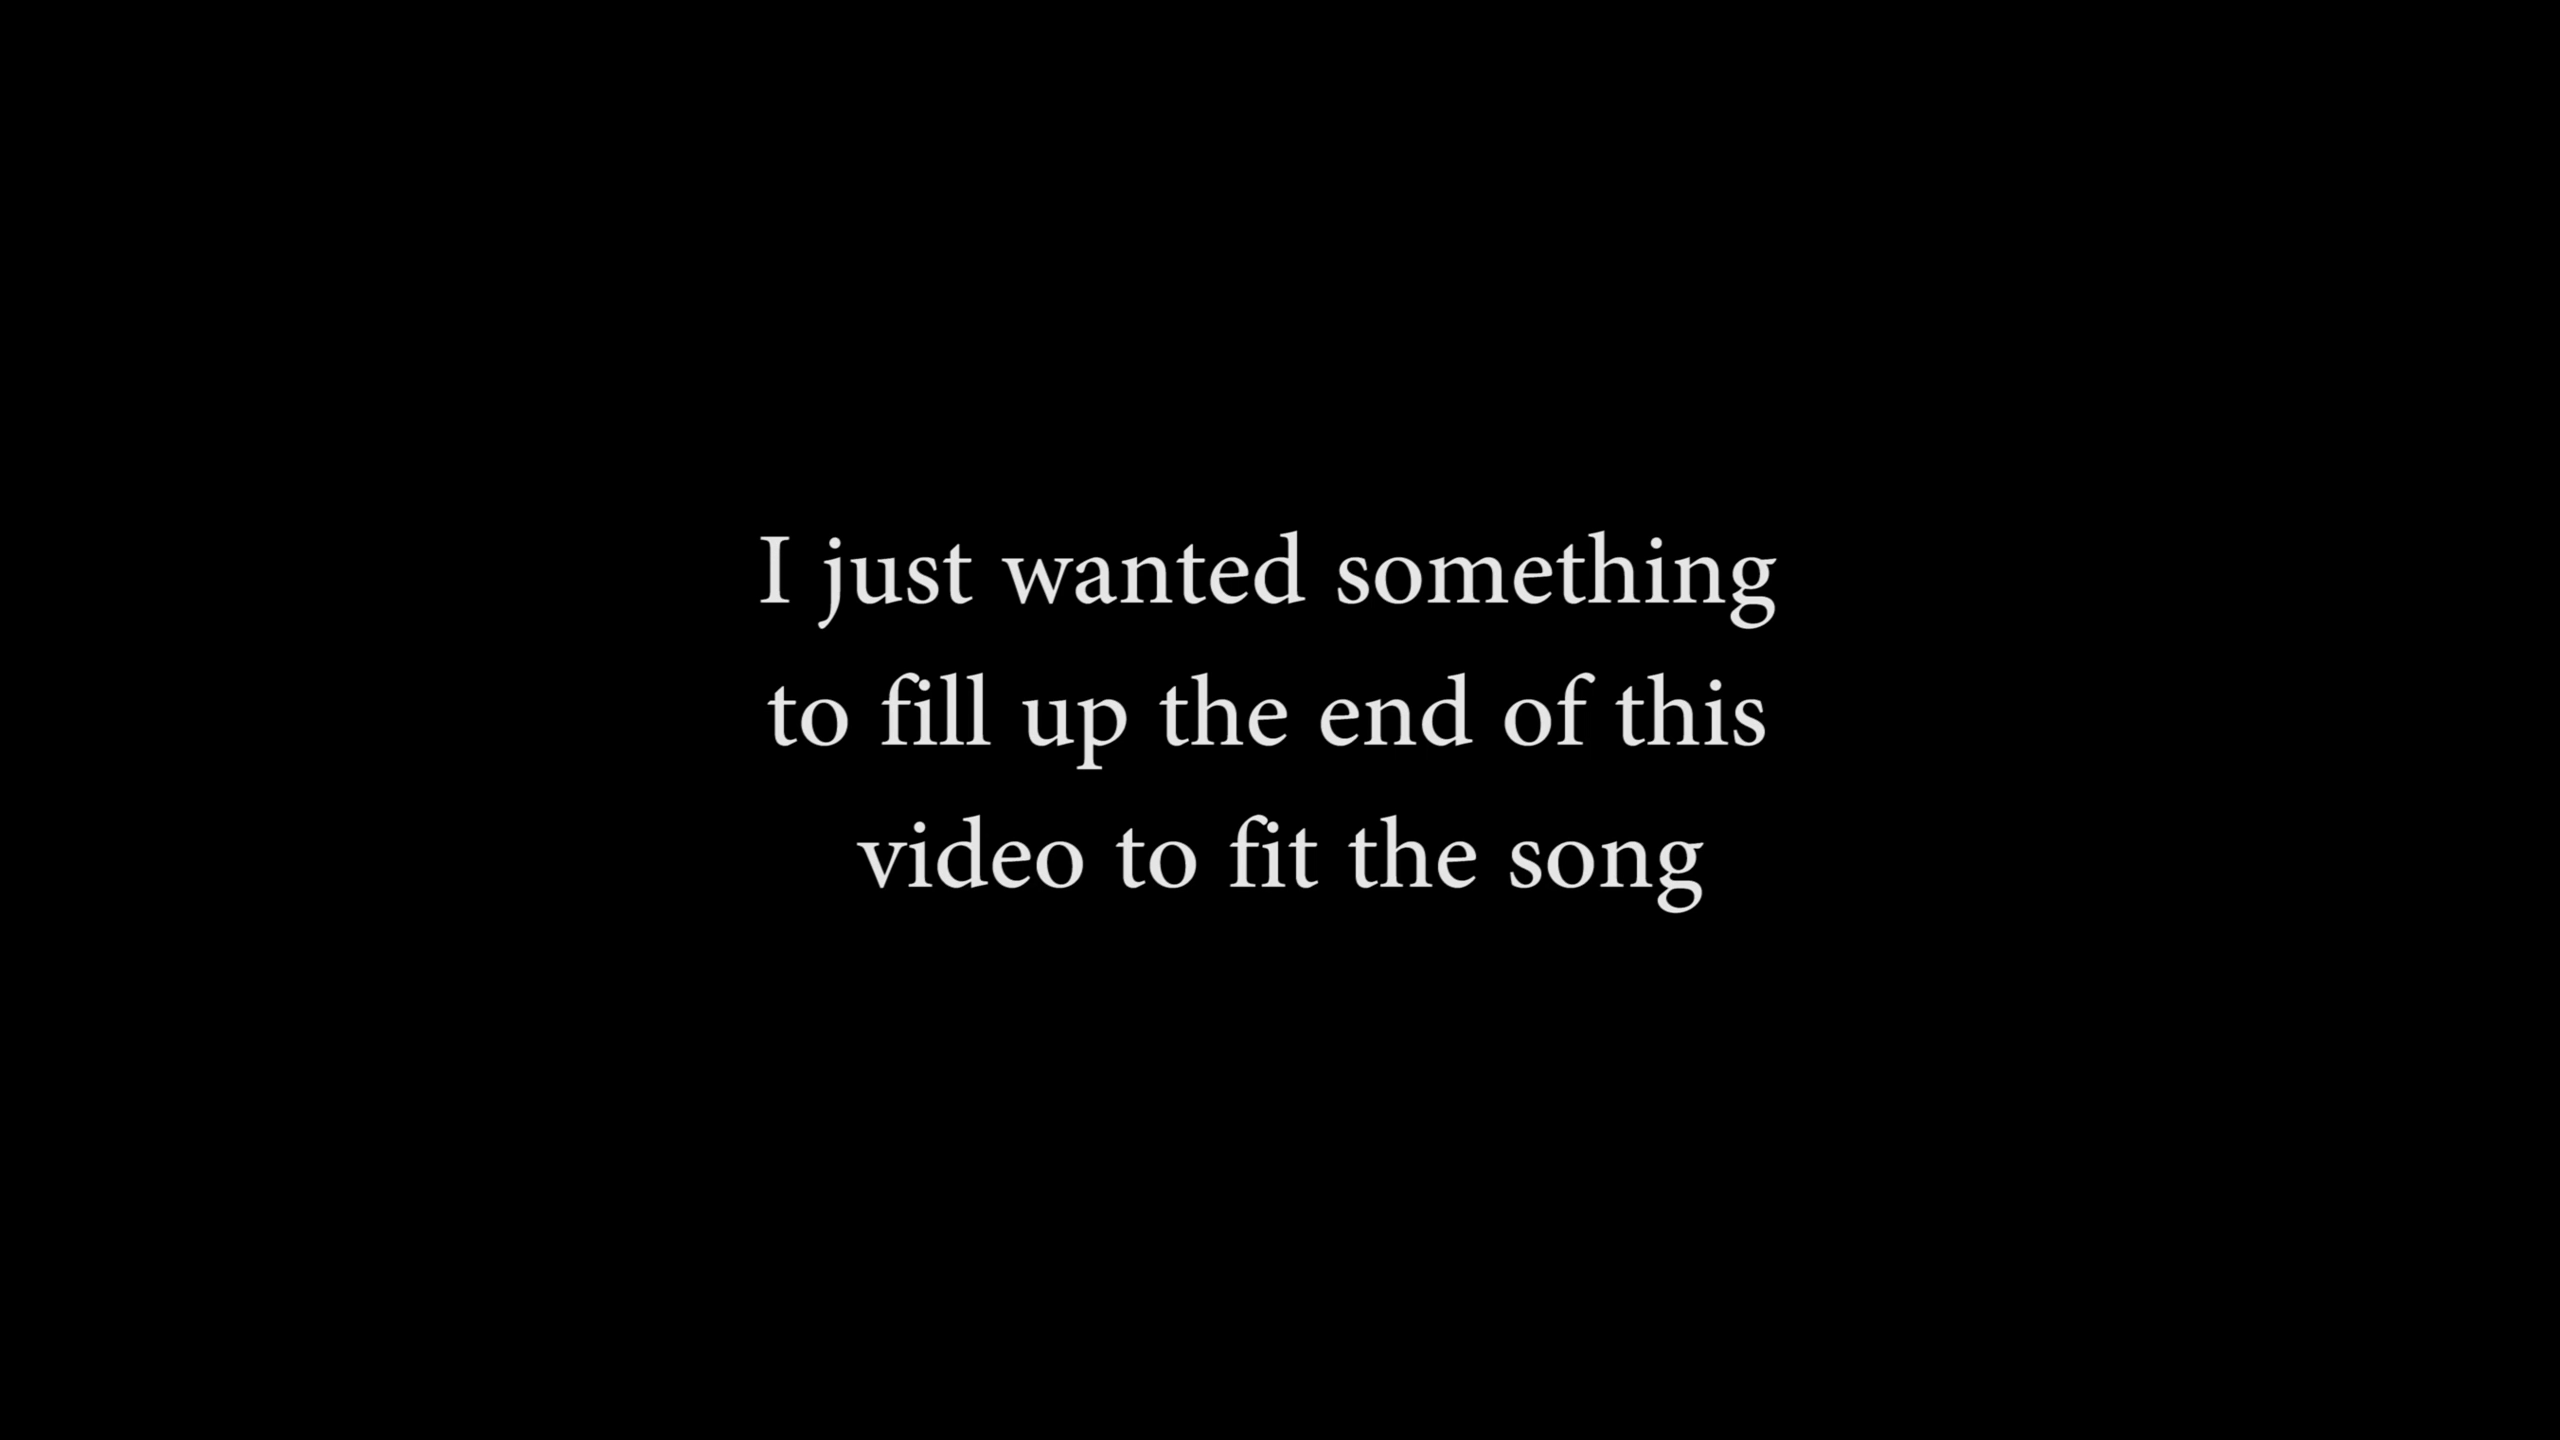 I just wanted something
to fill up the end of this
video to fit the song